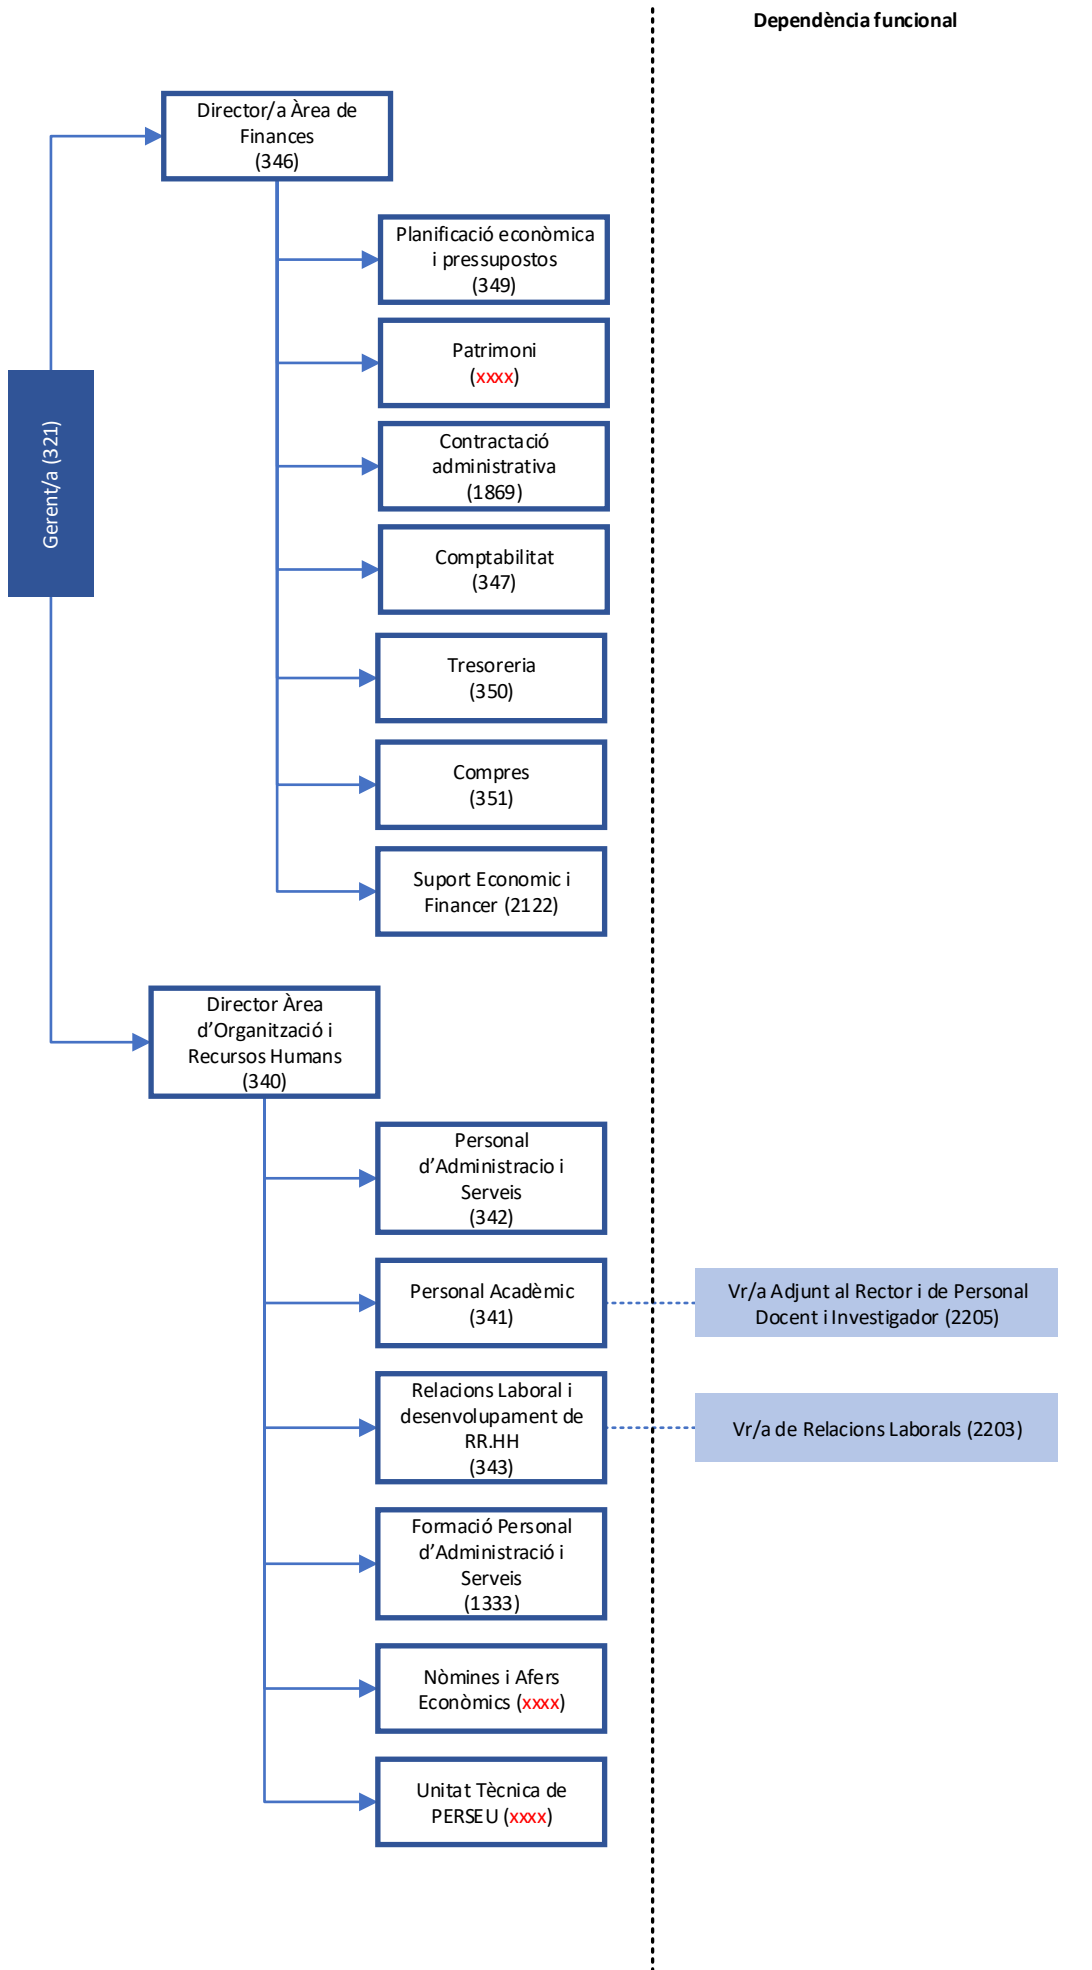 Dependència funcional
Director/a Àrea de
Finances
(346)
Planificació econòmica
i pressupostos
(349)
Patrimoni
(xxxx)
Gerent/a (321)
Contractació
administrativa
(1869)
Comptabilitat
(347)
Tresoreria
(350)
Compres
(351)
Suport Economic i
Financer (2122)
Director Àrea
d’Organització i
Recursos Humans
(340)
Personal
d’Administracio i
Serveis
(342)
Personal Acadèmic
(341)
Vr/a Adjunt al Rector i de Personal
Docent i Investigador (2205)
Relacions Laboral i
desenvolupament de
RR.HH
(343)
Vr/a de Relacions Laborals (2203)
Formació Personal
d’Administració i
Serveis
(1333)
Nòmines i Afers
Econòmics (xxxx)
Unitat Tècnica de
PERSEU (xxxx)